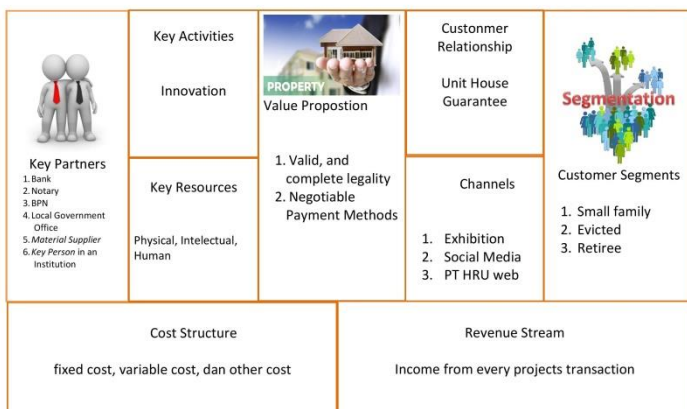 Key Partners
1. Bank
2. Notary
3. BPN
4. Local Government
Office
5. Material Supplier
6. Key Person in an
Institution
Key Activities
Innovation
Key Resources
Physical, Intelectual,
Human
PROPERTY
Value Propostion
1. Valid, and
complete legality
2. Negotiable
Payment Methods
Custonmer
Relationship
Unit House
Guarantee
Channels
1. Exhibition
2. Social Media
3. PT HRU web
Segmentation
Customer Segments
1. Small family
2. Evicted
3. Retiree
Cost Structure
fixed cost, variable cost, dan other cost
Revenue Stream
Income from every projects transaction